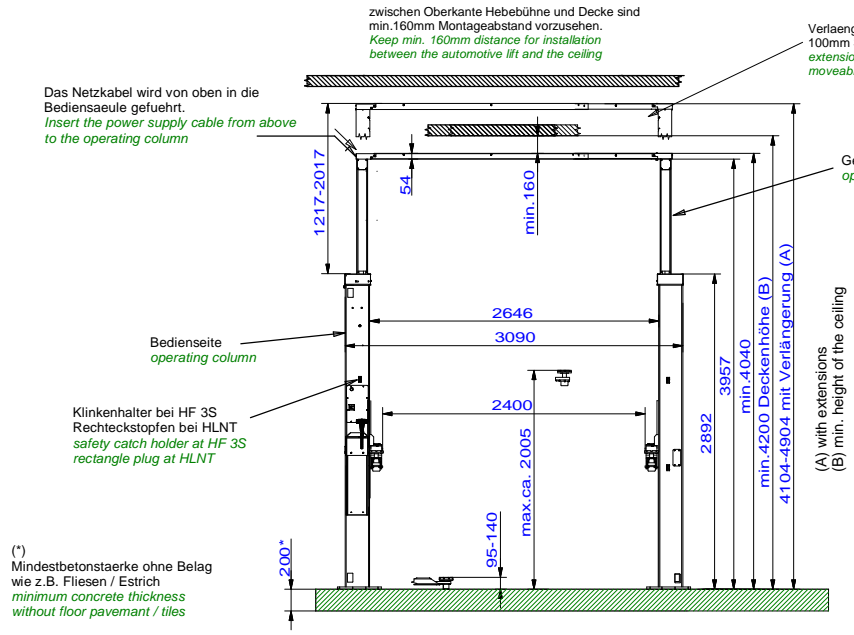 zwischen Oberkante Hebebühne und Decke sind
min.160mm Montageabstand vorzusehen.
Keep min. 160mm distance for installation
between the automotive lift and the ceiling
100mm
Das Netzkabel wird von oben in die
Bediensaeule gefuehrt.
Insert the power supply cable from above
to the operating column
1217-2017
54
min.160
2646
3090
2400
Bedienseite
operating column
Klinkenhalter bei HF 3S
Rechteckstopfen bei HLNT
safety catch holder at HF 3S
rectangle plug at HLNT
max.ca. 2005
95-140
200*
2892
3957
min.4040
min.4200 Deckenhöhe (B)
4104-4904 mit Verlängerung (A)
(A) with extensions
(B) min. height of the ceiling
(*)
Mindestbetonstaerke ohne Belag
wie z.B. Fliesen / Estrich
minimum concrete thickness
without floor pavemant / tiles